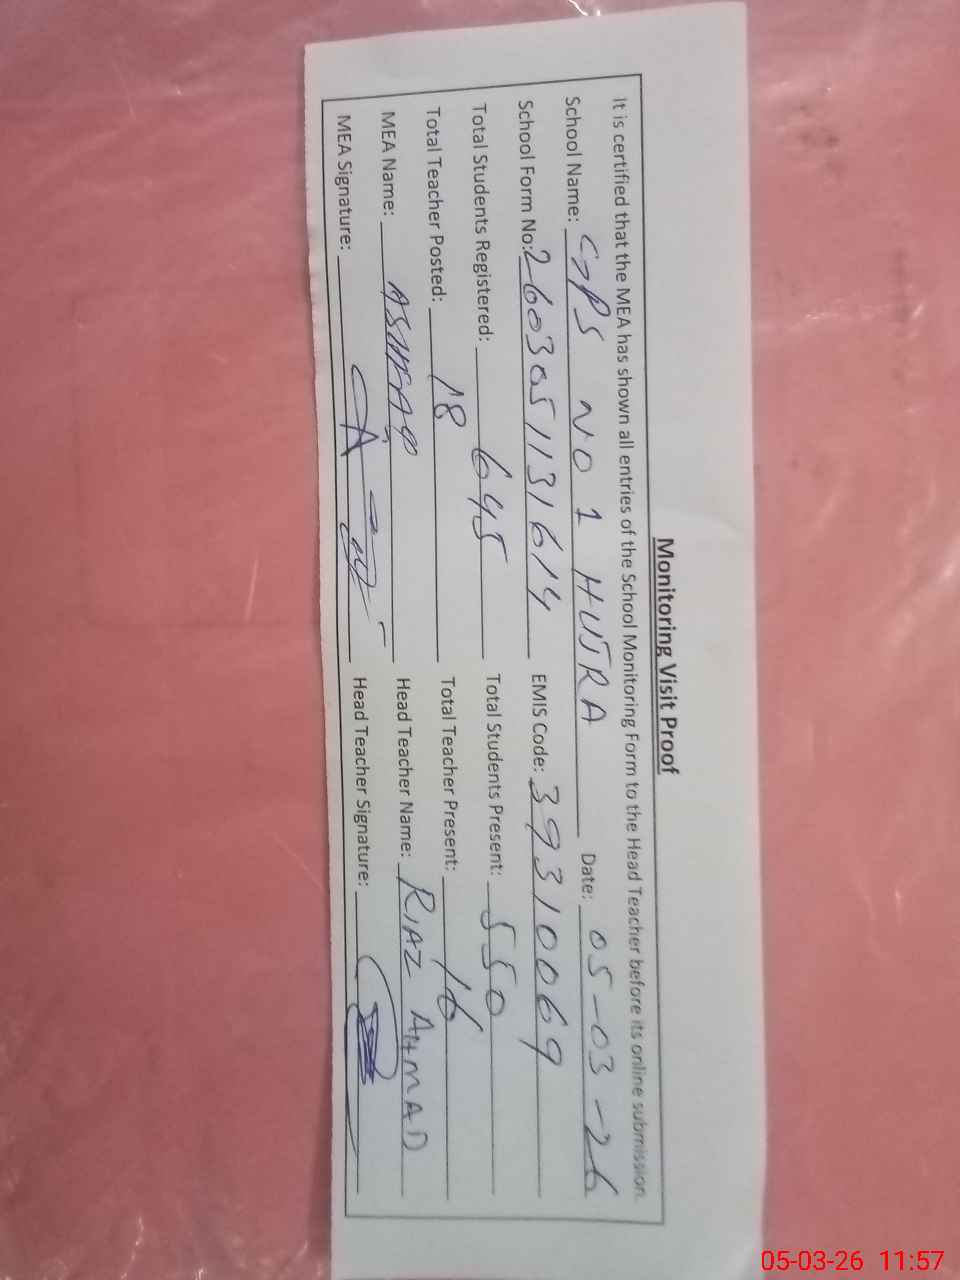 Monitoring Visit Proof
It is certified that the MEA has shown all entries of the School Monitoring Form to the Head Teacher before its online submission.
School Name: GPS NO 1 HUJRA Date: 05-03-26
School Form No: 2603051131614 EMIS Code: 39310069
Total Students Registered: 645 Total Students Present: 550
Total Teacher Posted: 18 Total Teacher Present: 16
MEA Name: ASHFAQ Head Teacher Name: RIAZ AHMAD
MEA Signature: Head Teacher Signature:
05-03-26 11:57